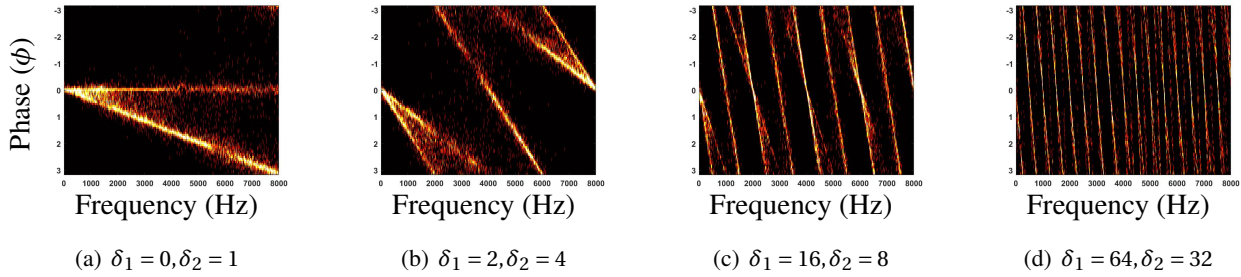 -3 -3 -3 -3
-2 -2 -2 -2
-1 -1 -1 -1
0 0 0 0
1 1 1 1
2 2 2 2
3 3 3 3
Phase (ϕ)
0 1000 2000 3000 4000 5000 6000 7000 8000 0 1000 2000 3000 4000 5000 6000 7000 8000 0 1000 2000 3000 4000 5000 6000 7000 8000 0 1000 2000 3000 4000 5000 6000 7000 8000
Frequency (Hz) Frequency (Hz) Frequency (Hz) Frequency (Hz)
(a) δ₁ = 0, δ₂ = 1 (b) δ₁ = 2, δ₂ = 4 (c) δ₁ = 16, δ₂ = 8 (d) δ₁ = 64, δ₂ = 32